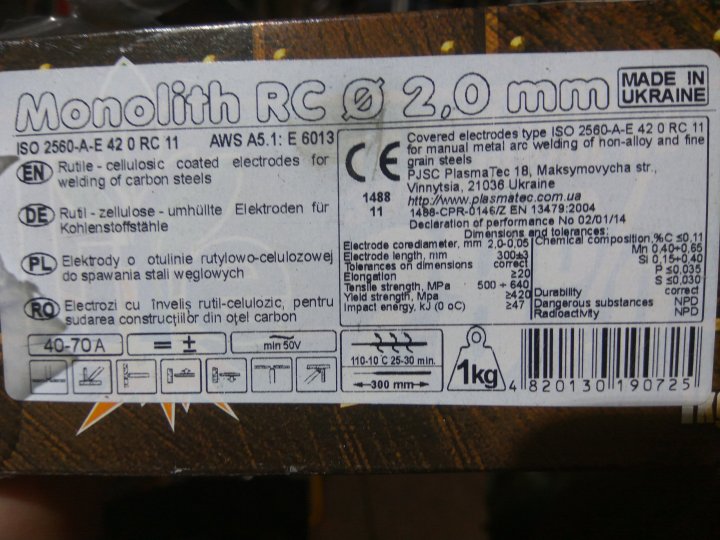 Monolith RC Ø 2,0 mm
MADE IN
UKRAINE
ISO 2560-A-E 42 0 RC 11 AWS A5.1: E 6013
EN Rutile - cellulosic coated electrodes for
welding of carbon steels
DE Rutil - zellulose - umhüllte Elektroden für
Kohlenstoffstähle
PL Elektrody o otulinie rutylowo-celulozowej
do spawania stali węglowych
RO Electrozi cu înveliş rutil-celulozic, pentru
sudarea construcţiilor din oţel carbon
40-70 A
= ±
min 50V
CE
1488
11
Covered electrodes type ISO 2560-A-E 42 0 RC 11
for manual metal arc welding of non-alloy and fine
grain steels
PJSC PlasmaTec 18, Maksymovycha str.,
Vinnytsia, 21036 Ukraine
http://www.plasmatec.com.ua
1488-CPR-0146/Z EN 13479:2004
Declaration of performance No 02/01/14
Dimensions and tolerances:
Electrode corediameter, mm 2,0-0,05
Electrode length, mm 300±3
Tolerances on dimensions correct
Elongation ≥20
Tensile strength, MPa 500 ÷ 640
Yield strength, Mpa ≥420
Impact energy, kJ (0 oC) ≥47
Chemical composition,%C ≤0,11
Mn 0,40÷0,65
Si 0,15÷0,40
P ≤0,035
S ≤0,030
Durability correct
Dangerous substances NPD
Radioactivity NPD
110-10°C 25-30 min.
300 mm
1kg
4 820130 190725